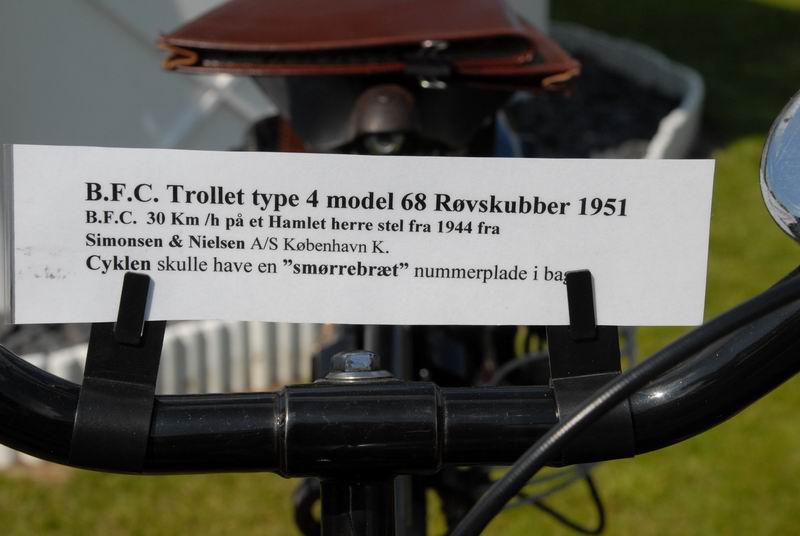 B.F.C. Trollet type 4 model 68 Røvskubber 1951
B.F.C. 30 Km /h på et Hamlet herre stel fra 1944 fra
Simonsen & Nielsen A/S København K.
Cyklen skulle have en ”smørrebræt” nummerplade i